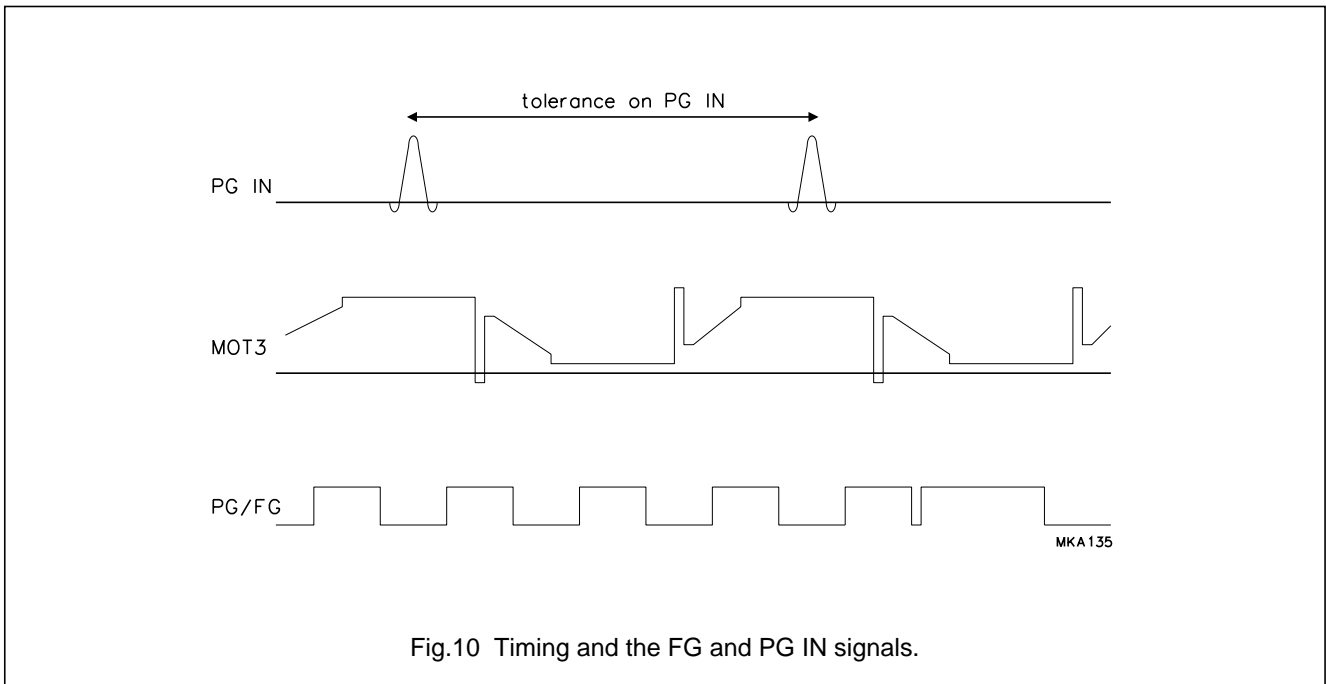 tolerance on PG IN
PG IN
MOT3
PG/FG
MKA135
Fig.10 Timing and the FG and PG IN signals.